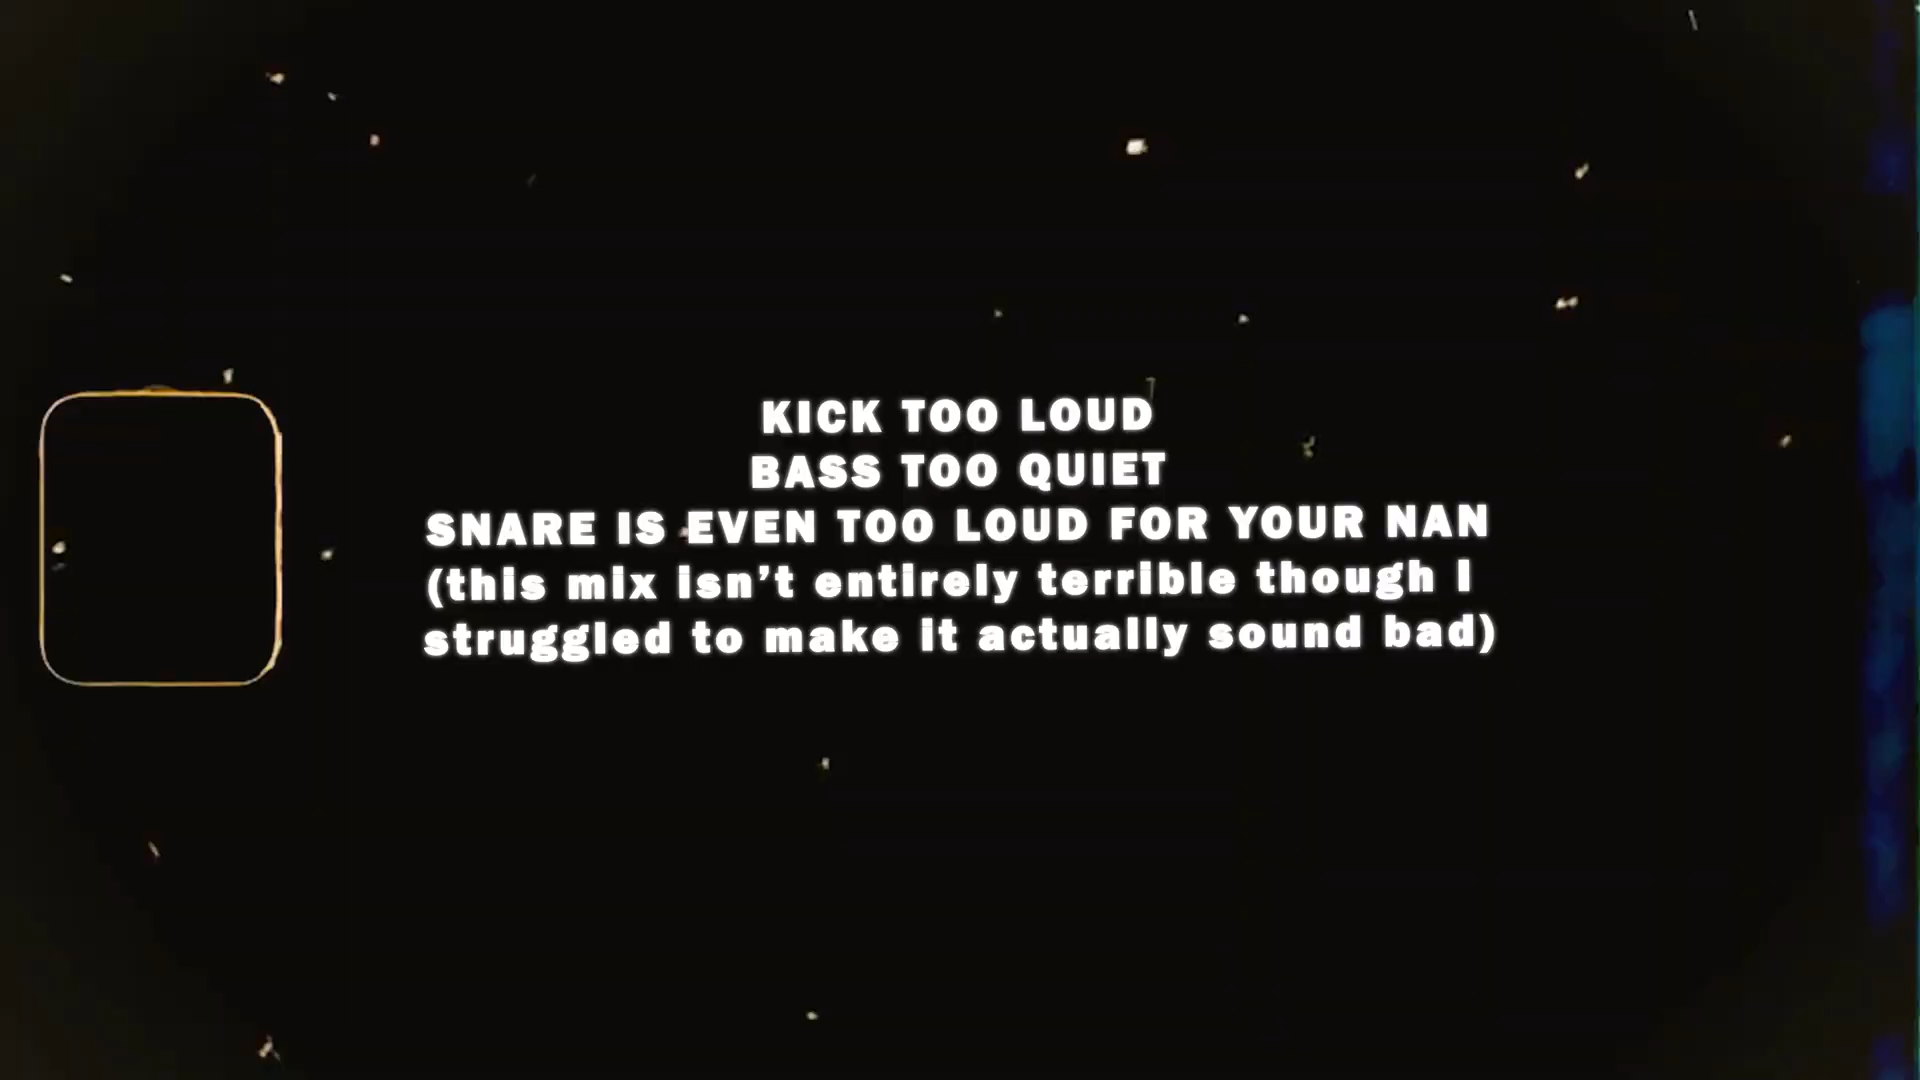 KICK TOO LOUD
BASS TOO QUIET
SNARE IS EVEN TOO LOUD FOR YOUR NAN
(this mix isn’t entirely terrible though I
struggled to make it actually sound bad)